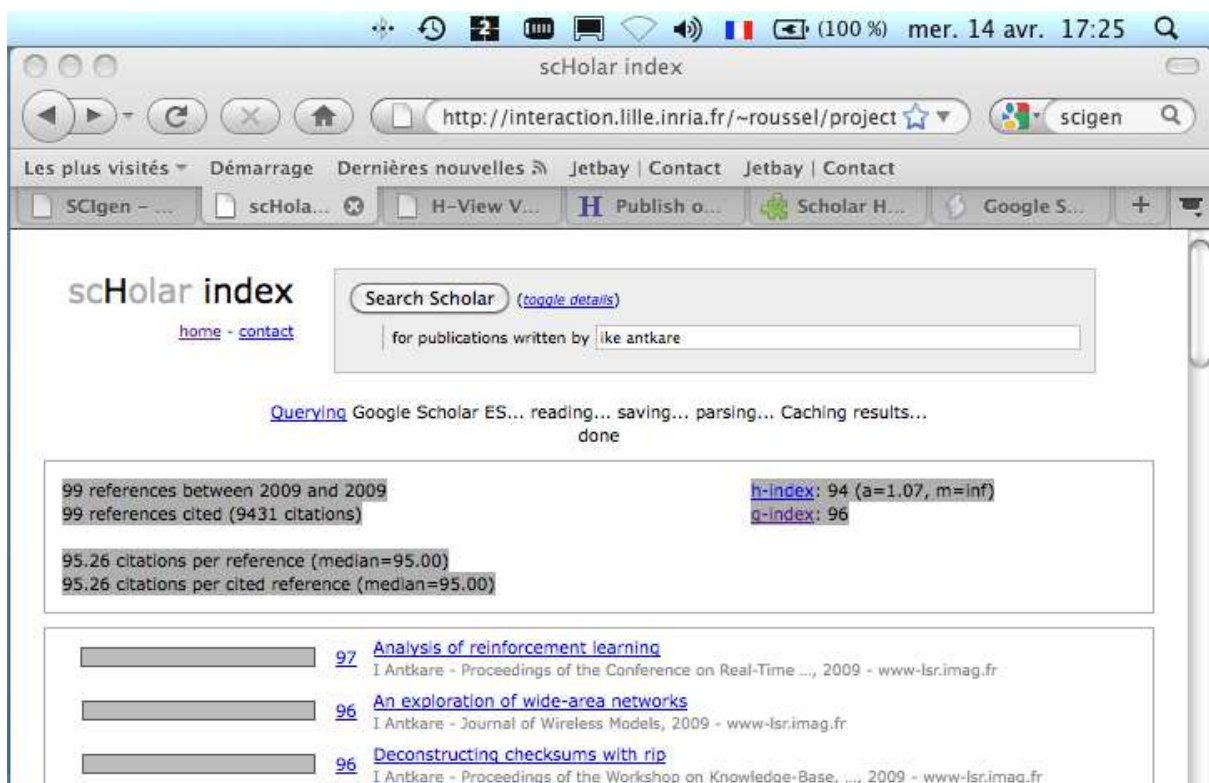 2 (100 %) mer. 14 avr. 17:25
scHolar index
http://interaction.lille.inria.fr/~roussel/project scigen
Les plus visités Démarrage Dernières nouvelles Jetbay | Contact Jetbay | Contact
SCIgen - ... scHola... H-View V... H Publish o... Scholar H... Google S... +
scHolar index
home - contact
Search Scholar (toggle details)
for publications written by ike antkare
Querying Google Scholar ES... reading... saving... parsing... Caching results...
done
99 references between 2009 and 2009
99 references cited (9431 citations)
h-index: 94 (a=1.07, m=inf)
g-index: 96
95.26 citations per reference (median=95.00)
95.26 citations per cited reference (median=95.00)
97 Analysis of reinforcement learning
I Antkare - Proceedings of the Conference on Real-Time ..., 2009 - www-lsr.imag.fr
96 An exploration of wide-area networks
I Antkare - Journal of Wireless Models, 2009 - www-lsr.imag.fr
96 Deconstructing checksums with rip
I Antkare - Proceedings of the Workshop on Knowledge-Base, ..., 2009 - www-lsr.imag.fr